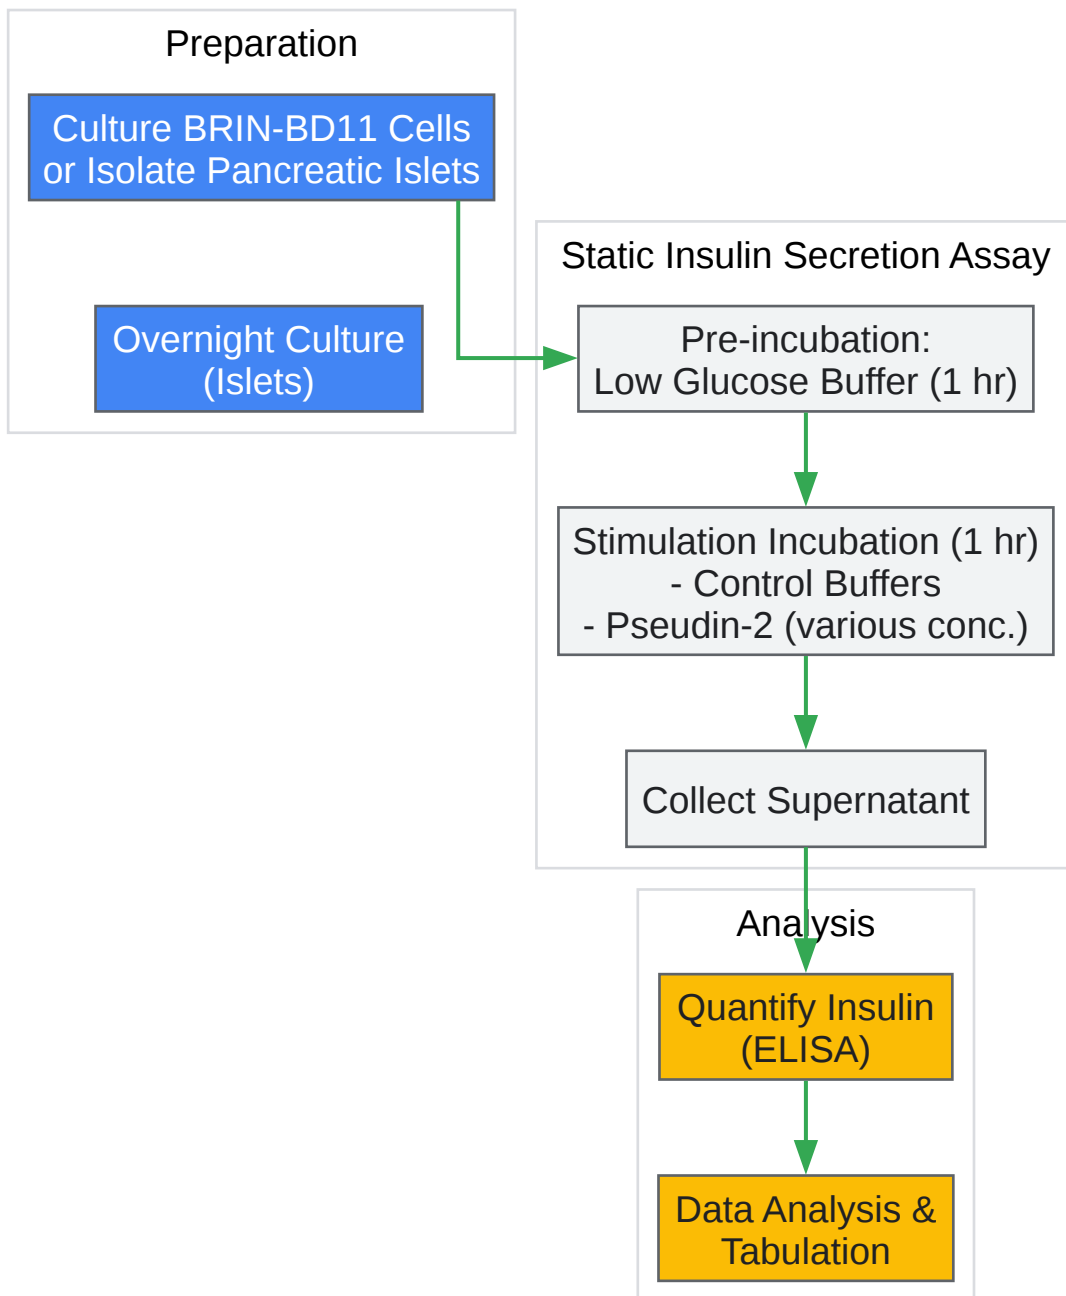 Preparation
Culture BRIN-BD11 Cells
or Isolate Pancreatic Islets
Overnight Culture
(Islets)
Static Insulin Secretion Assay
Pre-incubation:
Low Glucose Buffer (1 hr)
Stimulation Incubation (1 hr)
- Control Buffers
- Pseudin-2 (various conc.)
Collect Supernatant
Analysis
Quantify Insulin
(ELISA)
Data Analysis &
Tabulation